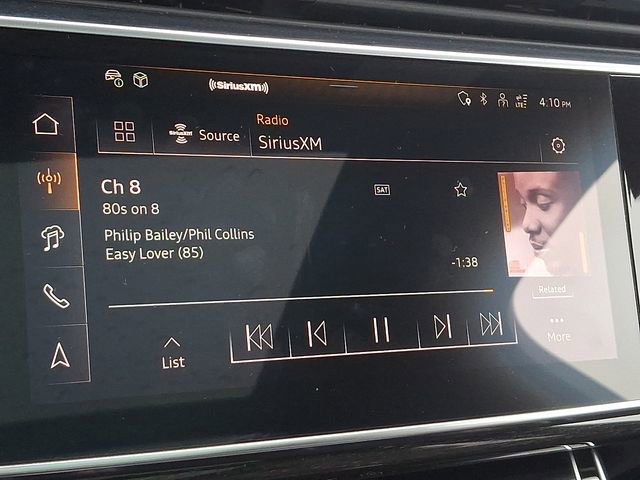 SiriusXM
4:10 PM
Radio
SiriusXM
Source
SiriusXM
Ch 8
SAT
80s on 8
Philip Bailey/Phil Collins
Easy Lover (85)
-1:38
Related
List
More